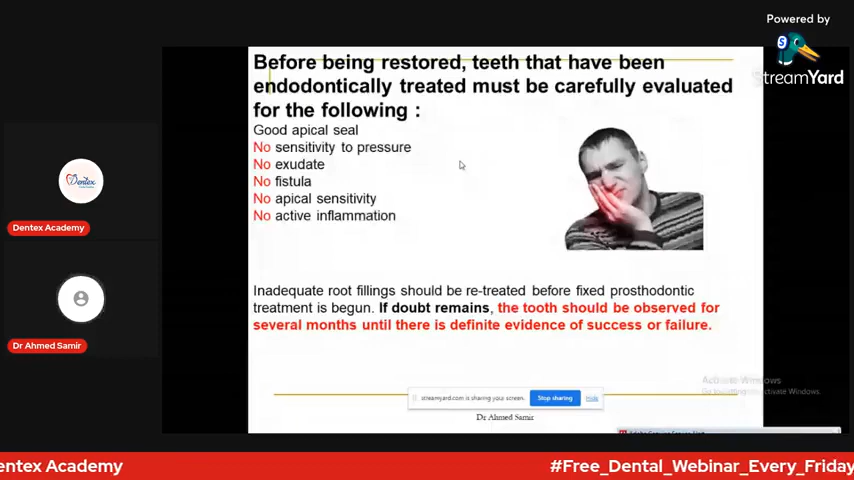 Powered by
StreamYard
Before being restored, teeth that have been
endodontically treated must be carefully evaluated
for the following :
Good apical seal
No sensitivity to pressure
No exudate
No fistula
No apical sensitivity
No active inflammation
Dentex
Dentex Academy
Dr Ahmed Samir
Inadequate root fillings should be re-treated before fixed prosthodontic
treatment is begun. If doubt remains, the tooth should be observed for
several months until there is definite evidence of success or failure.
Activate Windows
streamyard.com is sharing your screen.
Stop sharing
Hide
Dr Ahmed Samir
entex Academy
#Free_Dental_Webinar_Every_Friday